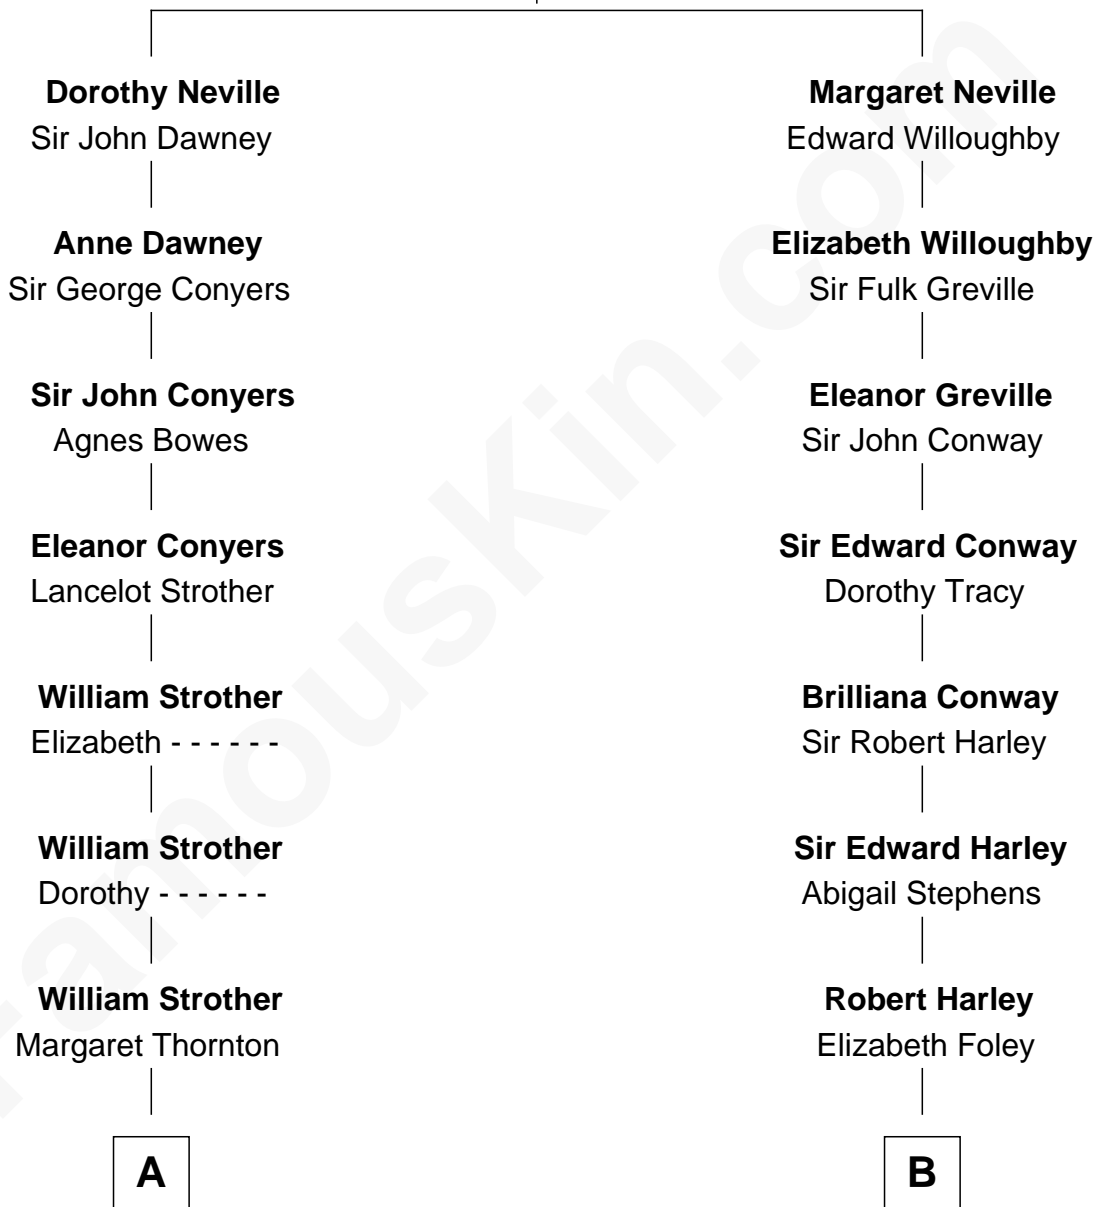 Dorothy Neville
Sir John Dawney
Anne Dawney
Sir George Conyers
Sir John Conyers
Agnes Bowes
Eleanor Conyers
Lancelot Strother
William Strother
Elizabeth - - - - - -
William Strother
Dorothy - - - - - -
William Strother
Margaret Thornton
A
Margaret Neville
Edward Willoughby
Elizabeth Willoughby
Sir Fulk Greville
Eleanor Greville
Sir John Conway
Sir Edward Conway
Dorothy Tracy
Brilliana Conway
Sir Robert Harley
Sir Edward Harley
Abigail Stephens
Robert Harley
Elizabeth Foley
B
FamousKin.com